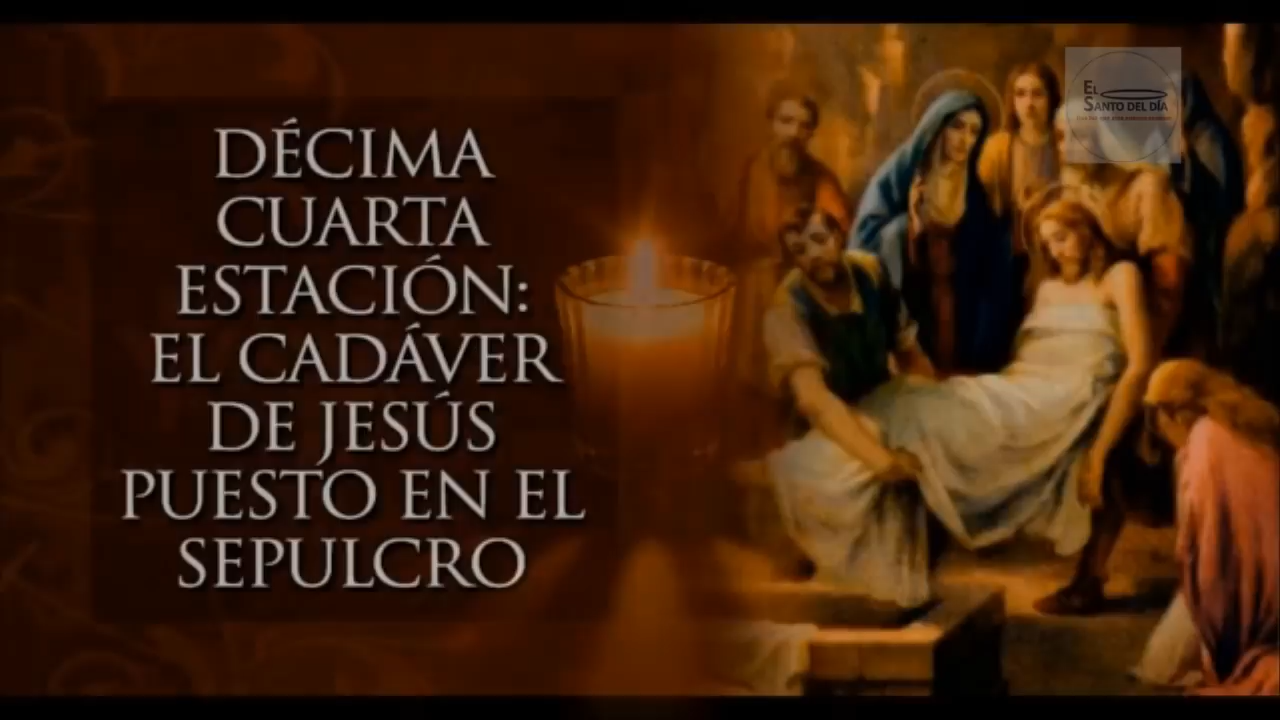 DÉCIMA
CUARTA
ESTACIÓN:
EL CADÁVER
DE JESÚS
PUESTO EN EL
SEPULCRO
EL
SANTO DEL DÍA